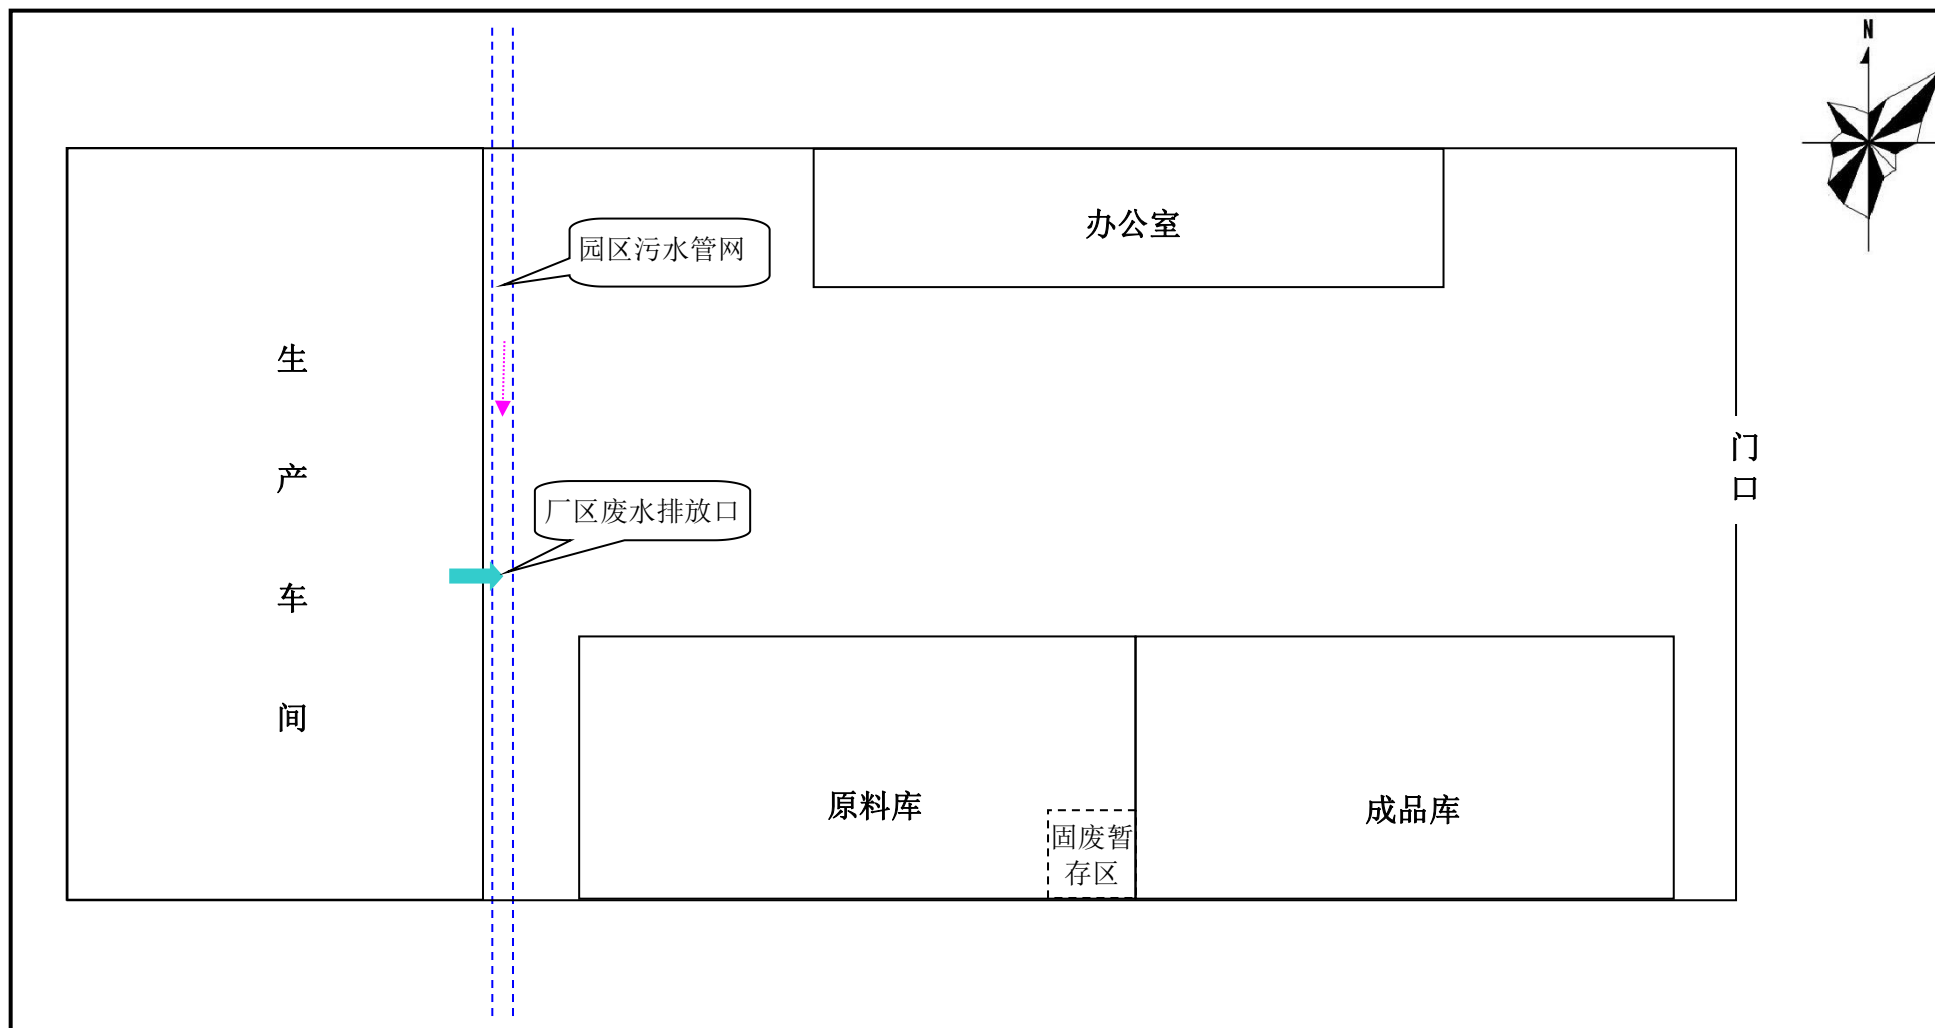 N
办公室
园区污水管网
生
产
车
间
门
口
厂区废水排放口
原料库
成品库
固废暂
存区